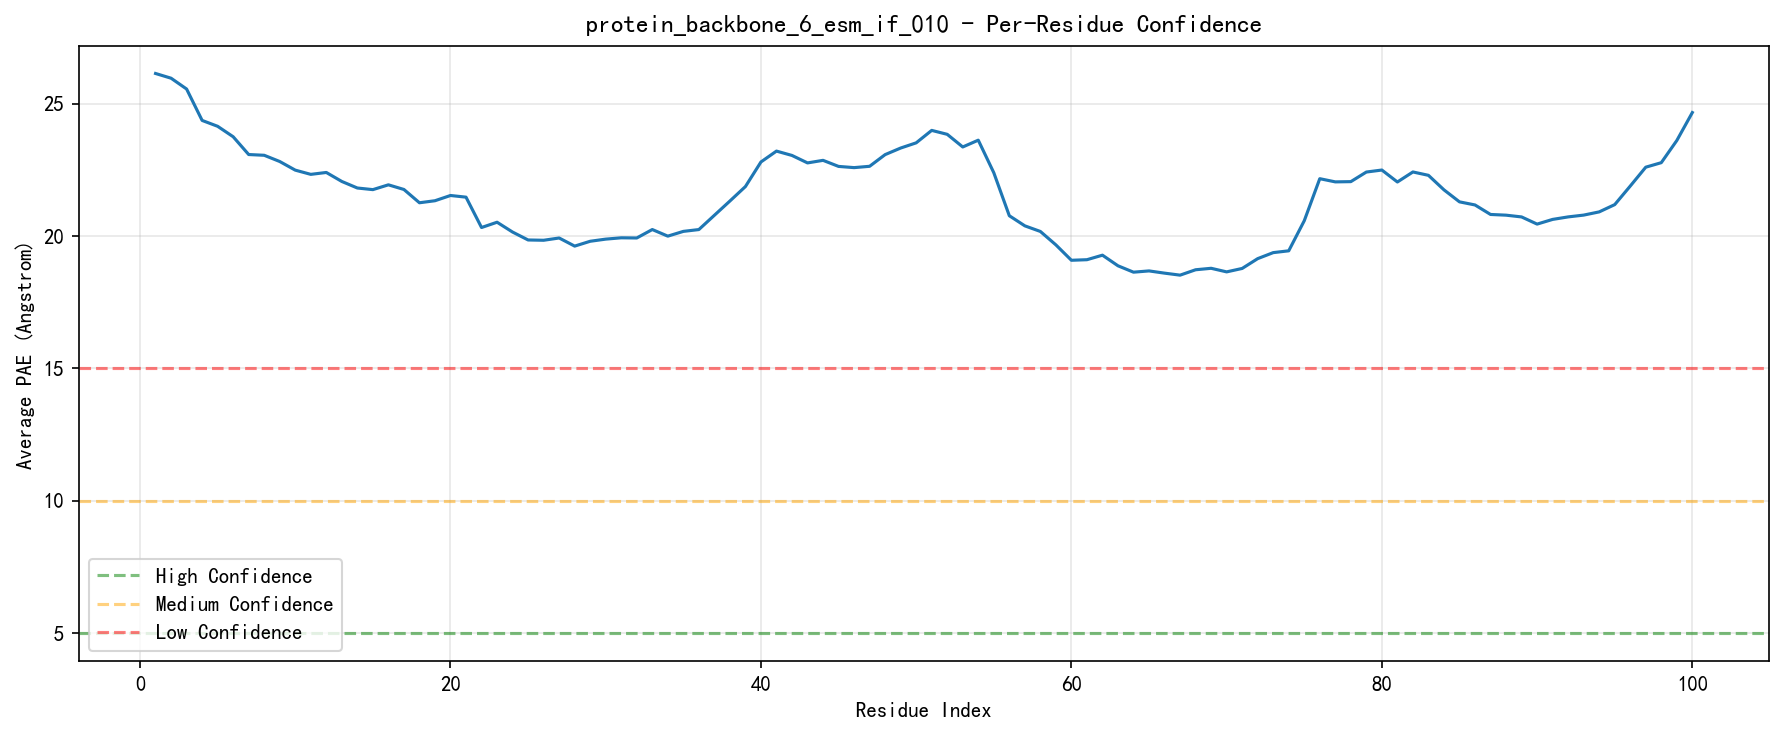 protein_backbone_6_esm_if_010 - Per-Residue Confidence
Average PAE (Angstrom)
25
20
15
10
5
High Confidence
Medium Confidence
Low Confidence
0 20 40 60 80 100
Residue Index